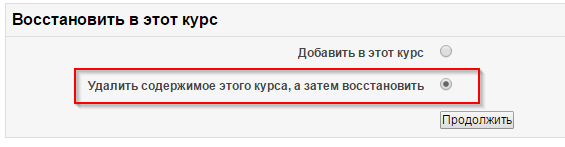 Восстановить в этот курс
Добавить в этот курс
Удалить содержимое этого курса, а затем восстановить
Продолжить